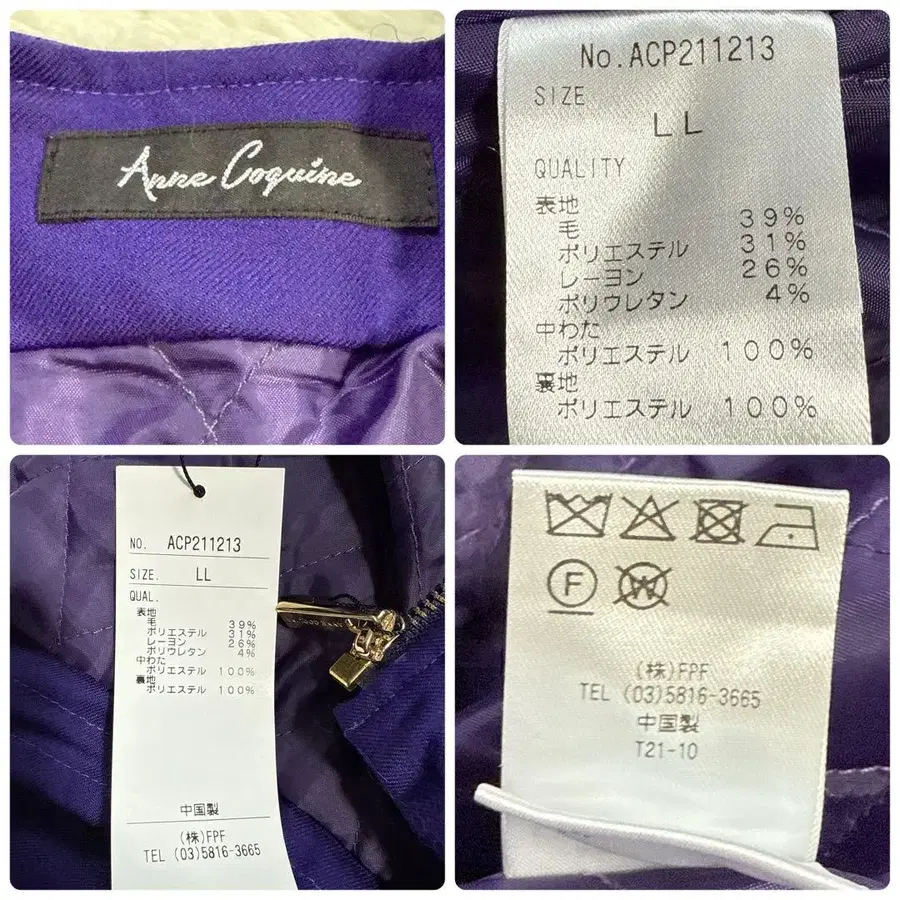 Anne Coquine
No.ACP211213
SIZE
LL
QUALITY
表地
毛 39%
ポリエステル 31%
レーヨン 26%
ポリウレタン 4%
中わた
ポリエステル 100%
裏地
ポリエステル 100%
NO. ACP211213
SIZE. LL
QUAL.
表地
毛 39%
ポリエステル 31%
レーヨン 26%
ポリウレタン 4%
中わた
ポリエステル 100%
裏地
ポリエステル 100%
中国製
(株)FPF
TEL (03)5816-3665
F W
(株)FPF
TEL (03)5816-3665
中国製
T21-10